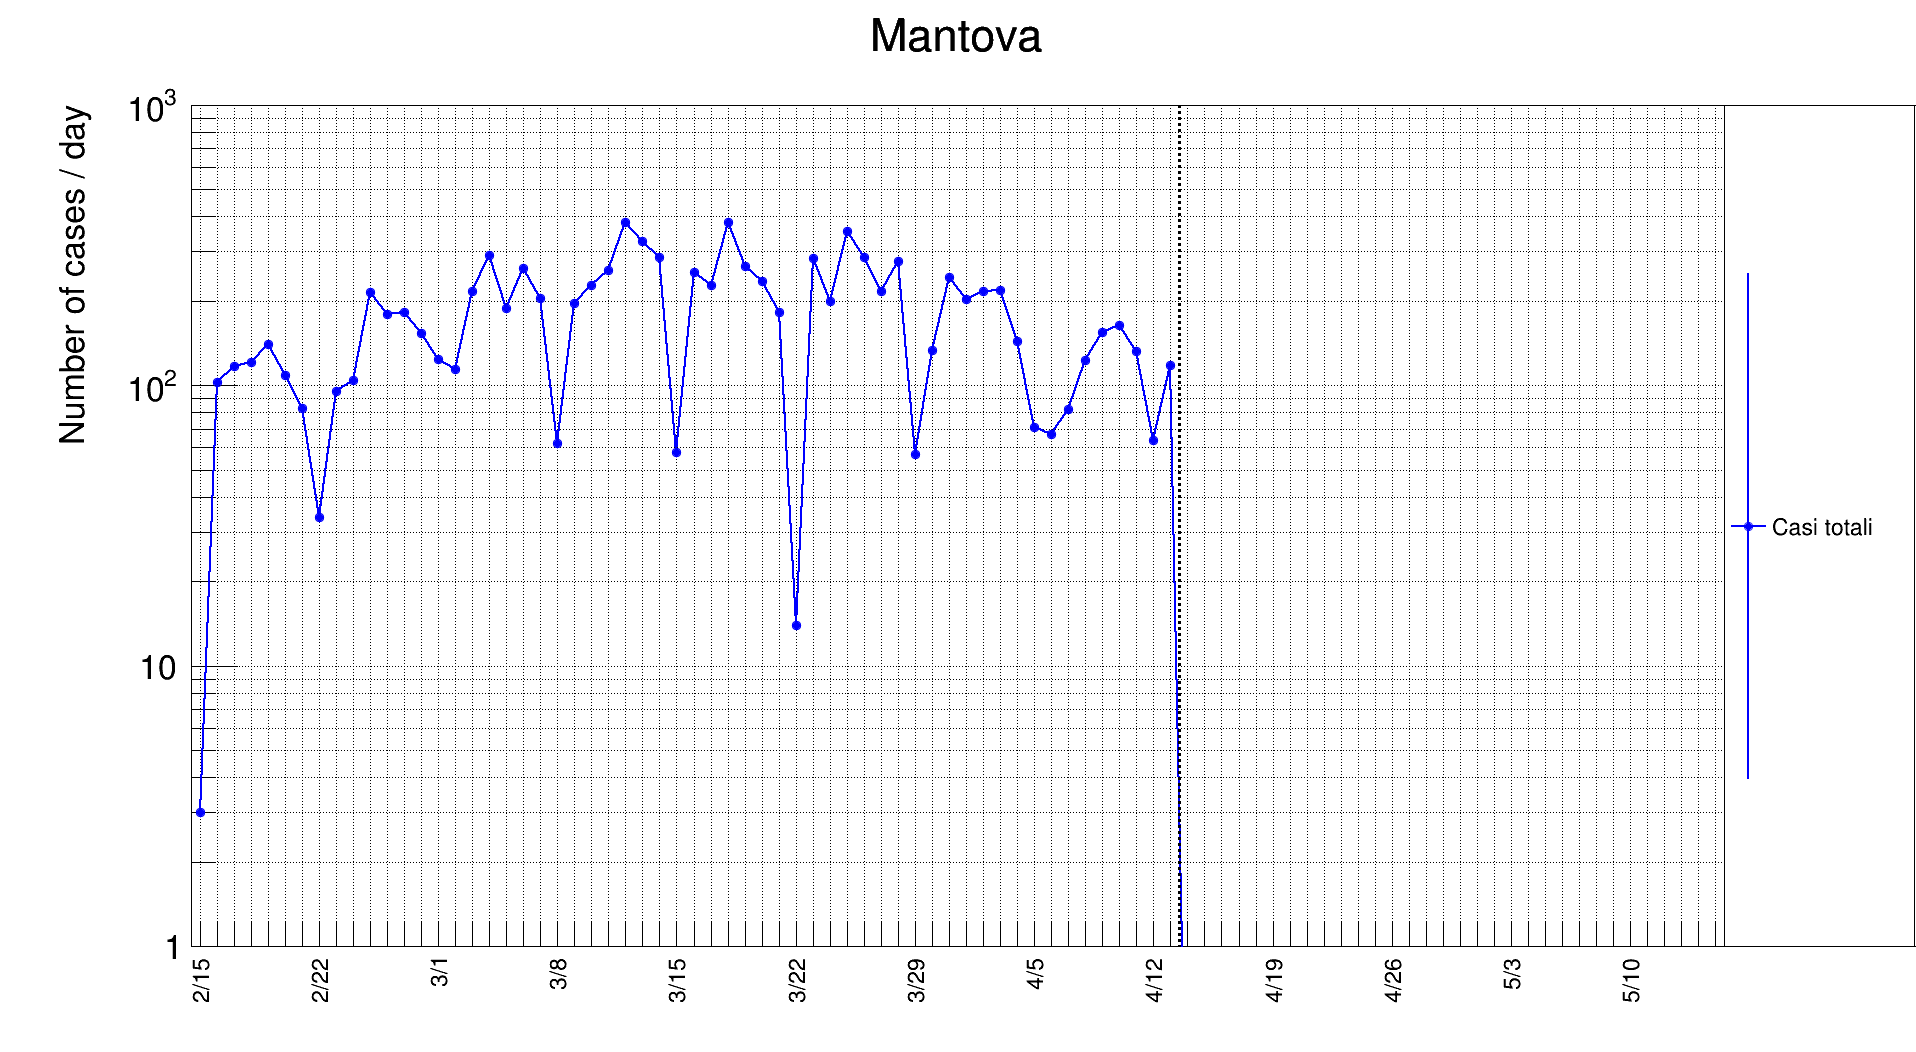 Mantova
Number of cases / day
10³
10²
10
1
2/15 2/22 3/1 3/8 3/15 3/22 3/29 4/5 4/12 4/19 4/26 5/3 5/10
Casi totali